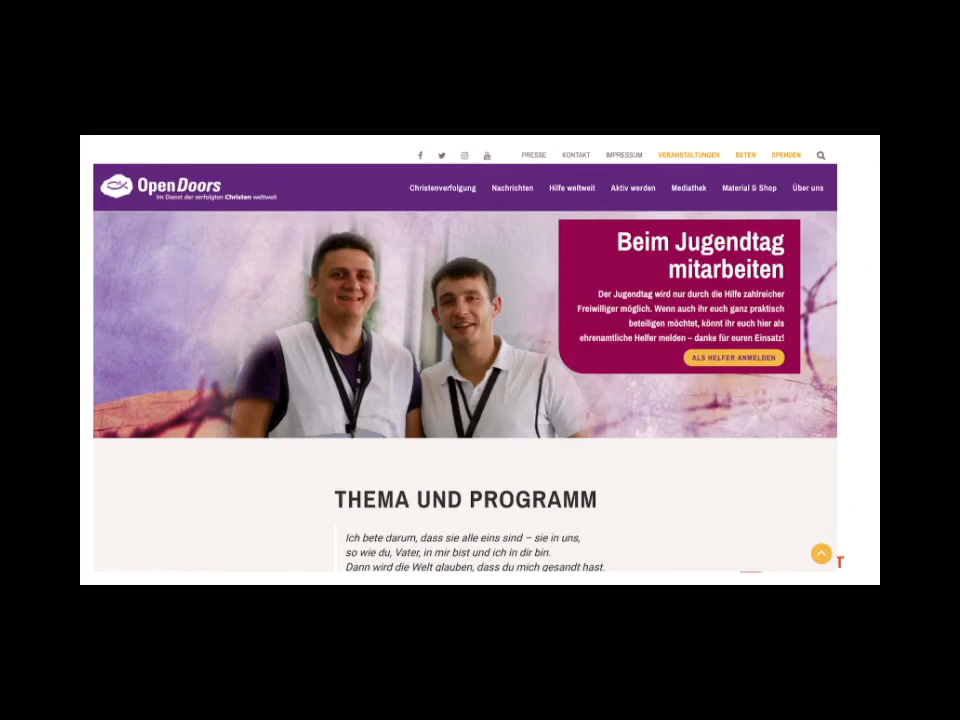 PRESSE KONTAKT IMPRESSUM VERANSTALTUNGEN BETEN SPENDEN
OpenDoors
Im Dienst der verfolgten Christen weltweit
Christenverfolgung Nachrichten Hilfe weltweit Aktiv werden Mediathek Material & Shop Über uns
Beim Jugendtag
mitarbeiten
Der Jugendtag wird nur durch die Hilfe zahlreicher
Freiwilliger möglich. Wenn auch ihr euch ganz praktisch
beteiligen möchtet, könnt ihr euch hier als
ehrenamtliche Helfer melden – danke für euren Einsatz!
ALS HELFER ANMELDEN
THEMA UND PROGRAMM
Ich bete darum, dass sie alle eins sind – sie in uns,
so wie du, Vater, in mir bist und ich in dir bin.
Dann wird die Welt glauben, dass du mich gesandt hast.
T